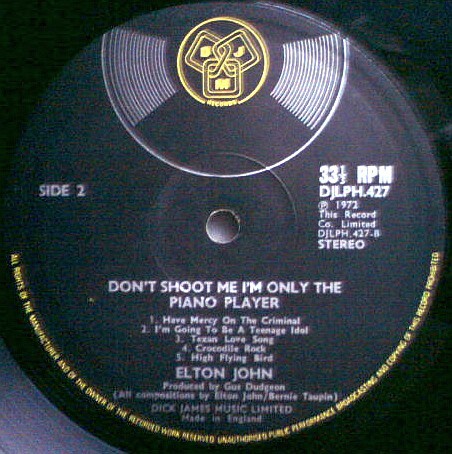 DJM
RECORDS
SIDE 2
33⅓ RPM
DJLPH.427
℗ 1972
This Record
Co. Limited
DJLPH.427-B
STEREO
DON'T SHOOT ME I'M ONLY THE
PIANO PLAYER
1. Have Mercy On The Criminal
2. I'm Going To Be A Teenage Idol
3. Texan Love Song
4. Crocodile Rock
5. High Flying Bird
ELTON JOHN
Produced by Gus Dudgeon
(All compositions by Elton John/Bernie Taupin)
DICK JAMES MUSIC LIMITED
Made in England
ALL RIGHTS OF THE MANUFACTURER AND OF THE OWNER OF THE RECORDED WORK RESERVED UNAUTHORISED PUBLIC PERFORMANCE BROADCASTING AND COPYING OF THIS RECORD PROHIBITED